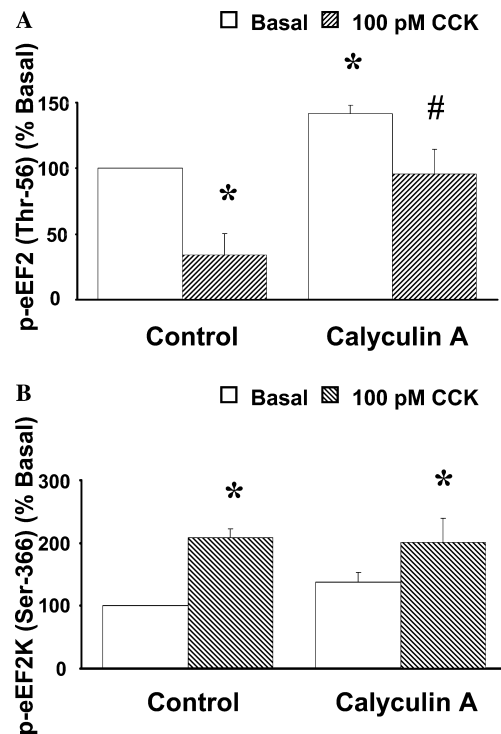 A
Basal 100 pM CCK
p-eEF2 (Thr-56) (% Basal)
150
100
50
0
*
*
#
Control Calyculin A
B
Basal 100 pM CCK
p-eEF2K (Ser-366) (% Basal)
300
200
100
0
*
*
Control Calyculin A